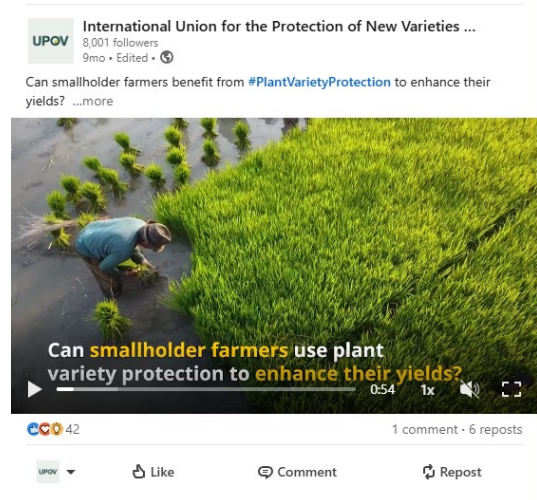 UPOV
International Union for the Protection of New Varieties ...
8,001 followers
9mo • Edited •
Can smallholder farmers benefit from #PlantVarietyProtection to enhance their
yields? ...more
Can smallholder farmers use plant
variety protection to enhance their yields?
0:54 1x
42 1 comment · 6 reposts
UPOV Like Comment Repost